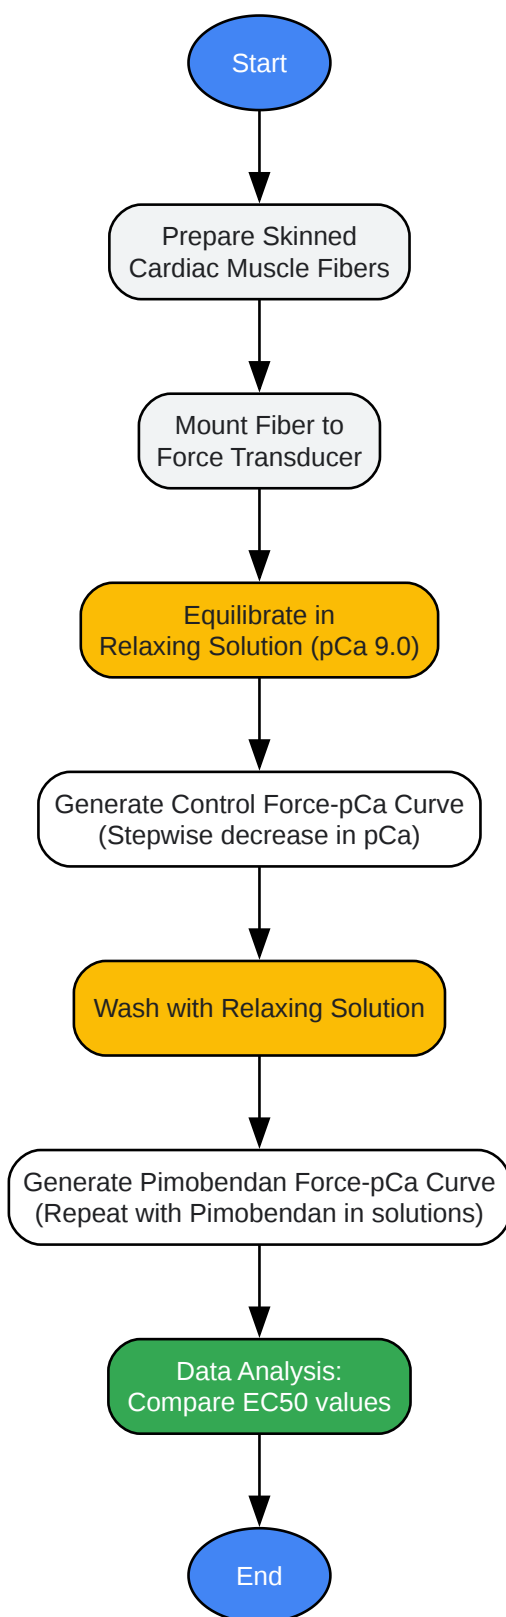 Start
Prepare Skinned
Cardiac Muscle Fibers
Mount Fiber to
Force Transducer
Equilibrate in
Relaxing Solution (pCa 9.0)
Generate Control Force-pCa Curve
(Stepwise decrease in pCa)
Wash with Relaxing Solution
Generate Pimobendan Force-pCa Curve
(Repeat with Pimobendan in solutions)
Data Analysis:
Compare EC50 values
End